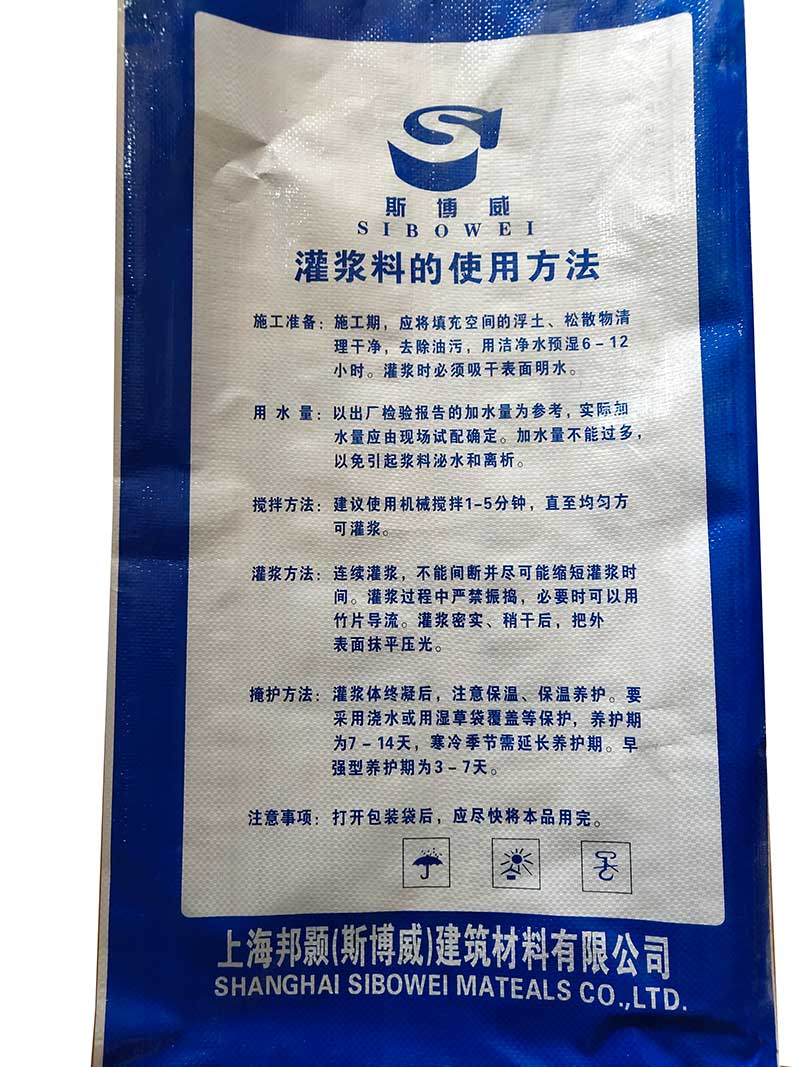 斯博威
SIBOWEI
灌浆料的使用方法
施工准备：施工期，应将填充空间的浮土、松散物清
理干净，去除油污，用洁净水预湿6-12
小时。灌浆时必须吸干表面明水。
用水量：以出厂检验报告的加水量为参考，实际加
水量应由现场试配确定。加水量不能过多，
以免引起浆料泌水和离析。
搅拌方法：建议使用机械搅拌1-5分钟，直至均匀方
可灌浆。
灌浆方法：连续灌浆，不能间断并尽可能缩短灌浆时
间。灌浆过程中严禁振捣，必要时可以用
竹片导流。灌浆密实、稍干后，把外
表面抹平压光。
掩护方法：灌浆体终凝后，注意保温、保温养护。要
采用浇水或用湿草袋覆盖等保护，养护期
为7-14天，寒冷季节需延长养护期。早
强型养护期为3-7天。
注意事项：打开包装袋后，应尽快将本品用完。
上海邦颢(斯博威)建筑材料有限公司
SHANGHAI SIBOWEI MATEALS CO.,LTD.